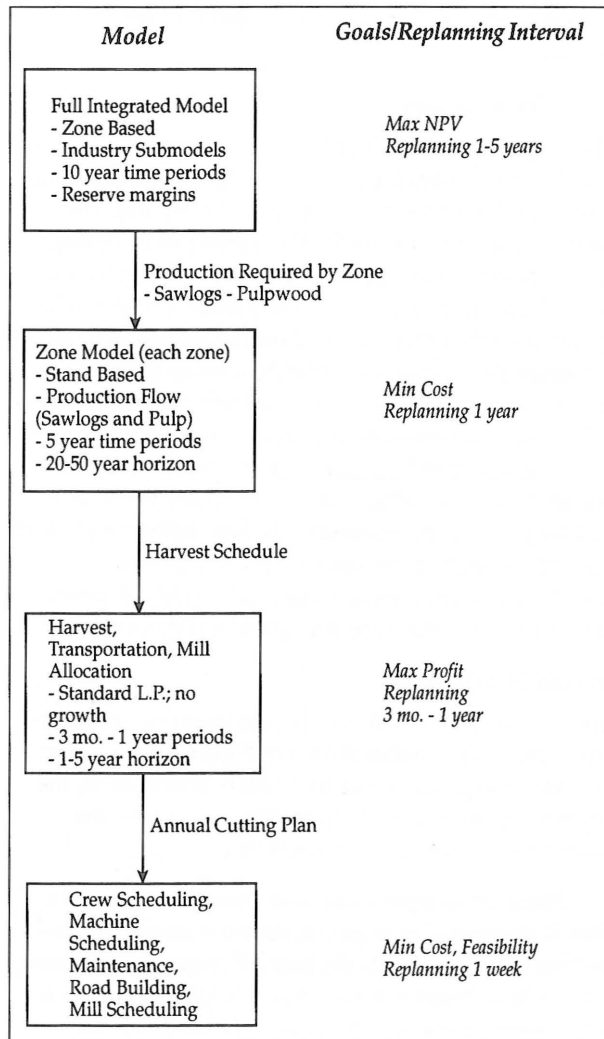 Model
Goals/Replanning Interval
Full Integrated Model
- Zone Based
- Industry Submodels
- 10 year time periods
- Reserve margins
Max NPV
Replanning 1-5 years
Production Required by Zone
- Sawlogs - Pulpwood
Zone Model (each zone)
- Stand Based
- Production Flow
(Sawlogs and Pulp)
- 5 year time periods
- 20-50 year horizon
Min Cost
Replanning 1 year
Harvest Schedule
Harvest,
Transportation, Mill
Allocation
- Standard L.P.; no
growth
- 3 mo. - 1 year periods
- 1-5 year horizon
Max Profit
Replanning
3 mo. - 1 year
Annual Cutting Plan
Crew Scheduling,
Machine
Scheduling,
Maintenance,
Road Building,
Mill Scheduling
Min Cost, Feasibility
Replanning 1 week